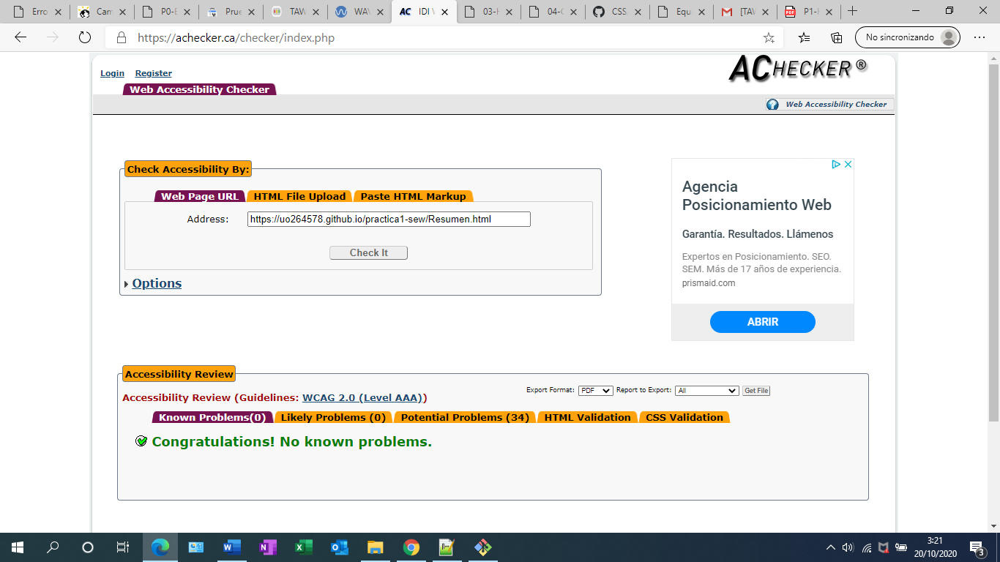 Erro
Cam
P0-E
Prue
TAW
WAV
AC IDI V
03-H
04-C
CSS
Equ
[TAW
P1-I
https://achecker.ca/checker/index.php
No sincronizando
Login Register
ACHECKER ®
Web Accessibility Checker
Web Accessibility Checker
Check Accessibility By:
Web Page URL HTML File Upload Paste HTML Markup
Address: https://uo264578.github.io/practica1-sew/Resumen.html
Check It
Options
Agencia
Posicionamiento Web
Garantía. Resultados. Llámenos
Expertos en Posicionamiento. SEO.
SEM. Más de 17 años de experiencia.
prismaid.com
ABRIR
Accessibility Review
Export Format: PDF Report to Export: All Get File
Accessibility Review (Guidelines: WCAG 2.0 (Level AAA))
Known Problems(0) Likely Problems (0) Potential Problems (34) HTML Validation CSS Validation
Congratulations! No known problems.
3:21
20/10/2020
3